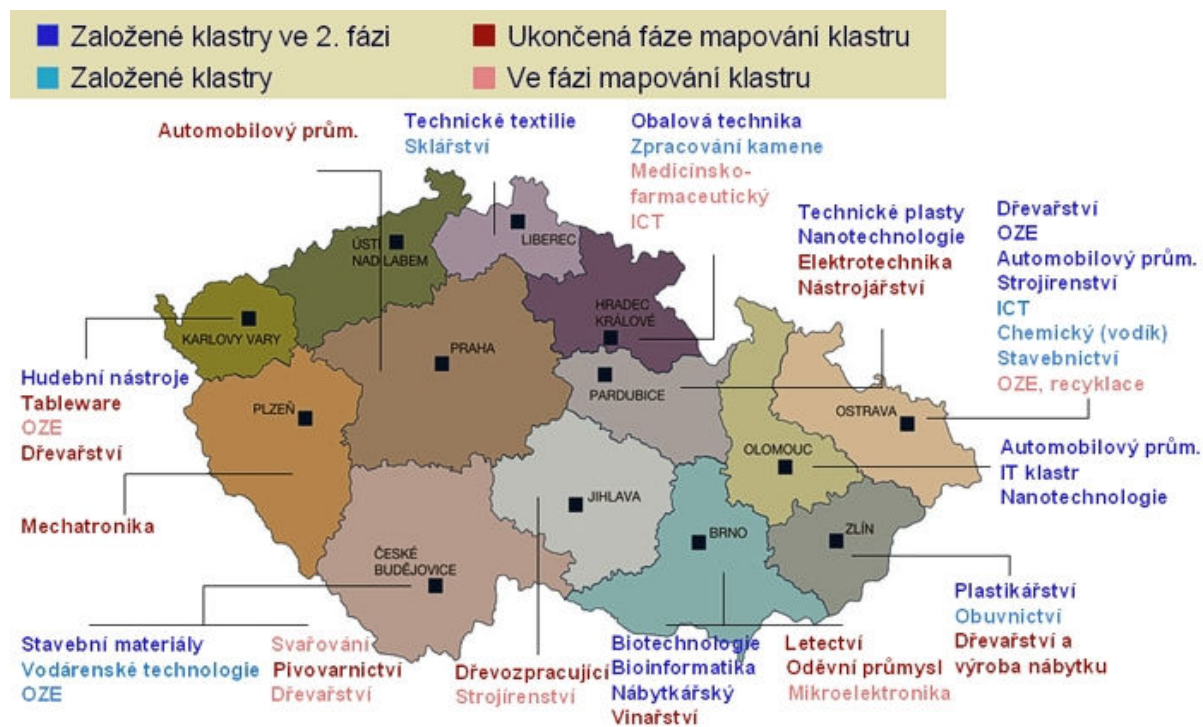 Založené klastry ve 2. fázi
Ukončená fáze mapování klastru
Založené klastry
Ve fázi mapování klastru
Automobilový prům.
Technické textilie
Sklářství
Obalová technika
Zpracování kamene
Medicínsko-
farmaceutický
ICT
Technické plasty
Nanotechnologie
Elektrotechnika
Nástrojářství
Dřevařství
OZE
Automobilový prům.
Strojírenství
ICT
Chemický (vodík)
Stavebnictví
OZE, recyklace
ÚSTÍ
NAD LABEM
LIBEREC
HRADEC
KRÁLOVÉ
KARLOVY VARY
PRAHA
PARDUBICE
PLZEŇ
OSTRAVA
OLOMOUC
JIHLAVA
BRNO
ZLÍN
ČESKÉ
BUDĚJOVICE
Hudební nástroje
Tableware
OZE
Dřevařství
Mechatronika
Automobilový prům.
IT klastr
Nanotechnologie
Plastikářství
Obuvnictví
Dřevařství a
výroba nábytku
Stavební materiály
Vodárenské technologie
OZE
Svařování
Pivovarnictví
Dřevařství
Dřevozpracující
Strojírenství
Biotechnologie
Bioinformatika
Nábytkářský
Vinařství
Letectví
Oděvní průmysl
Mikroelektronika